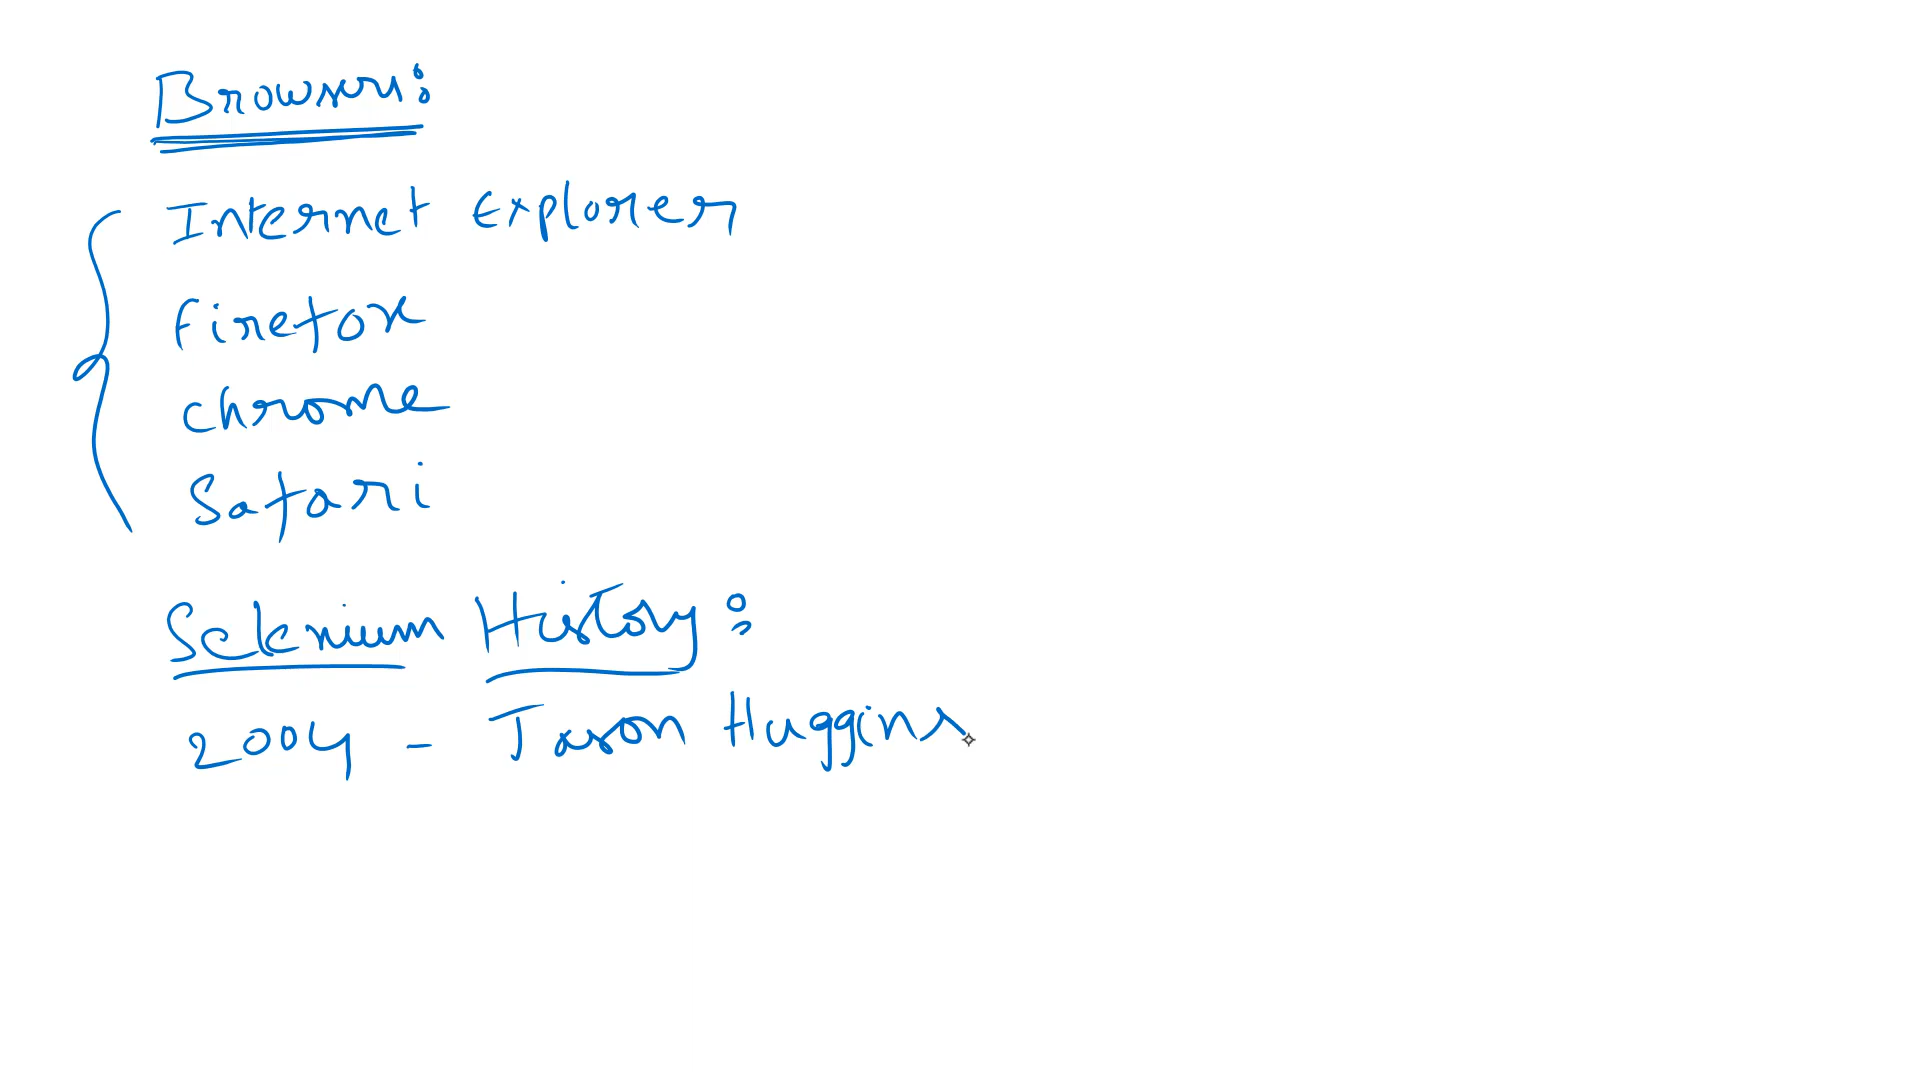 Browsers:
Internet Explorer
Firefox
Chrome
Safari
Selenium History:
2004 - Jason Huggins